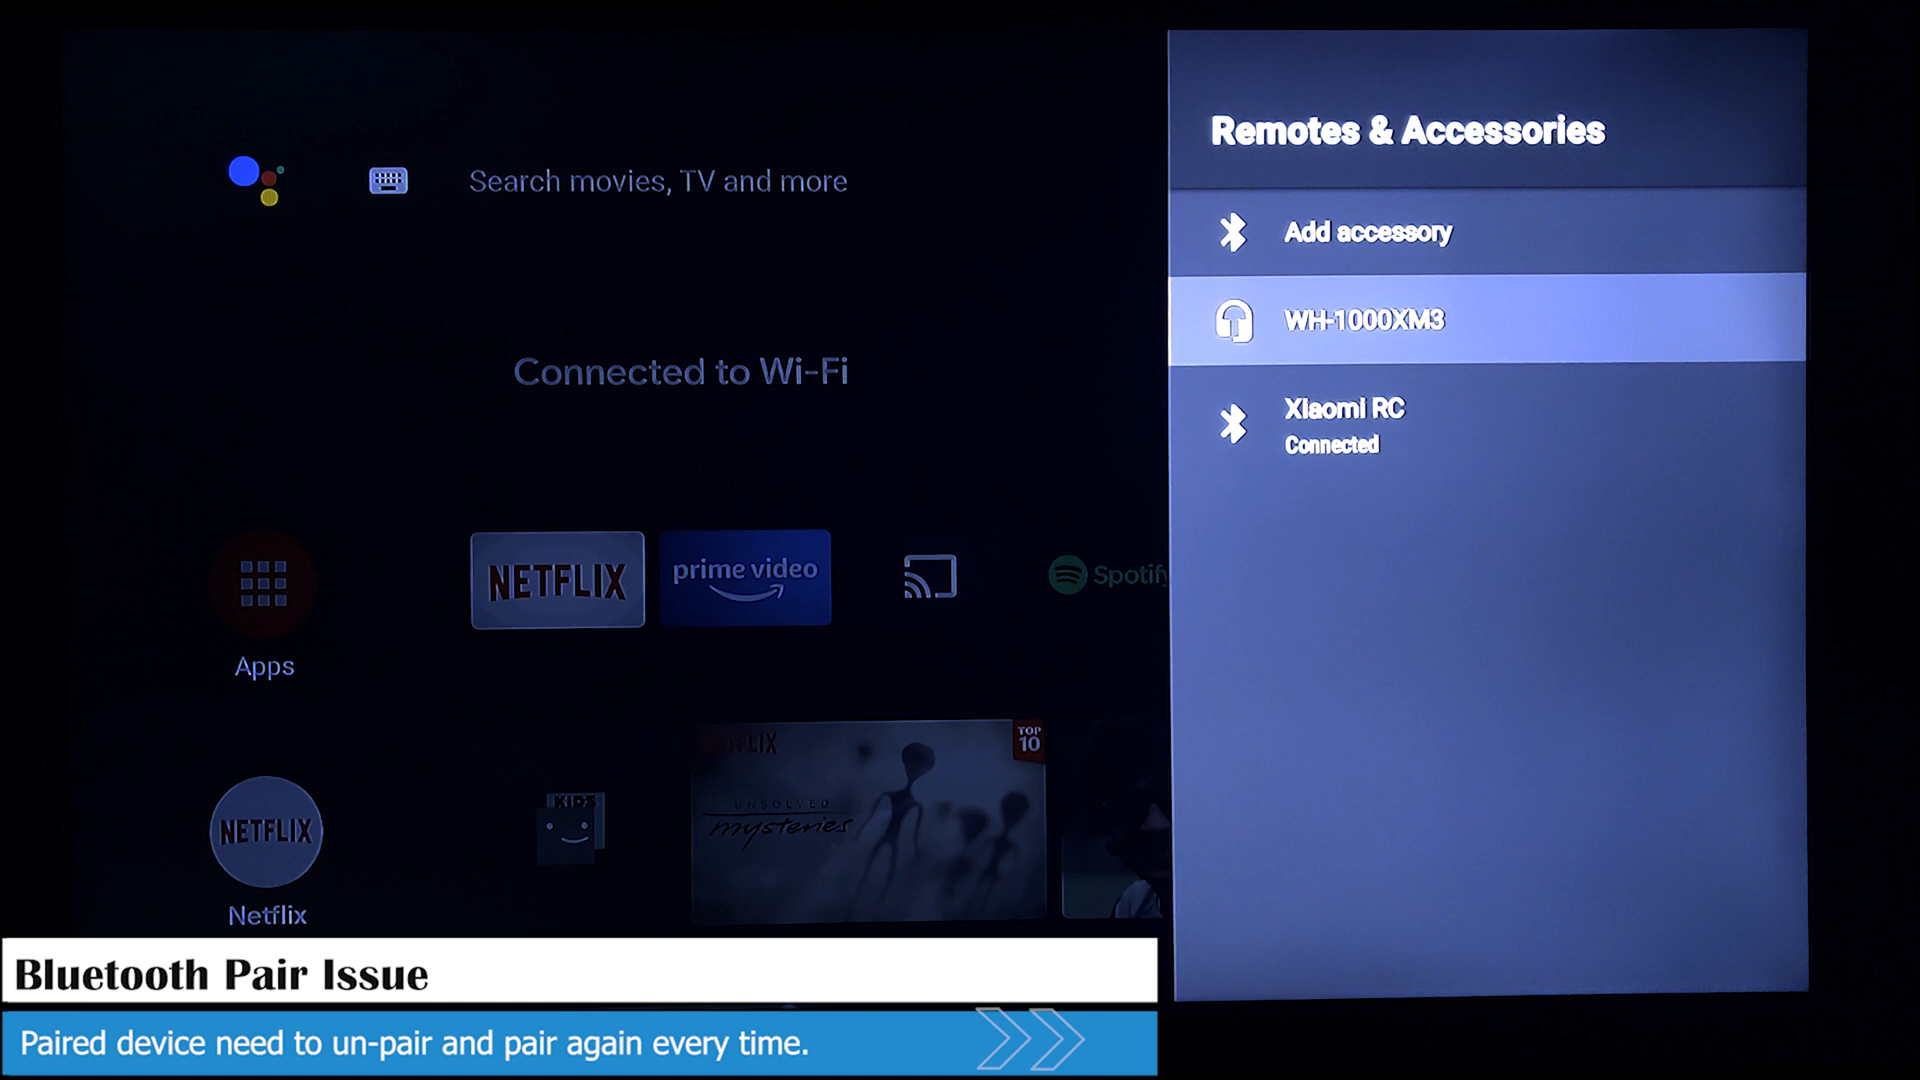 Search movies, TV and more
Connected to Wi-Fi
Apps
NETFLIX
prime video
Spotify
NETFLIX
Netflix
KIDS
TOP
10
UNSOLVED
mysteries
Remotes & Accessories
Add accessory
WH-1000XM3
Xiaomi RC
Connected
Bluetooth Pair Issue
Paired device need to un-pair and pair again every time.